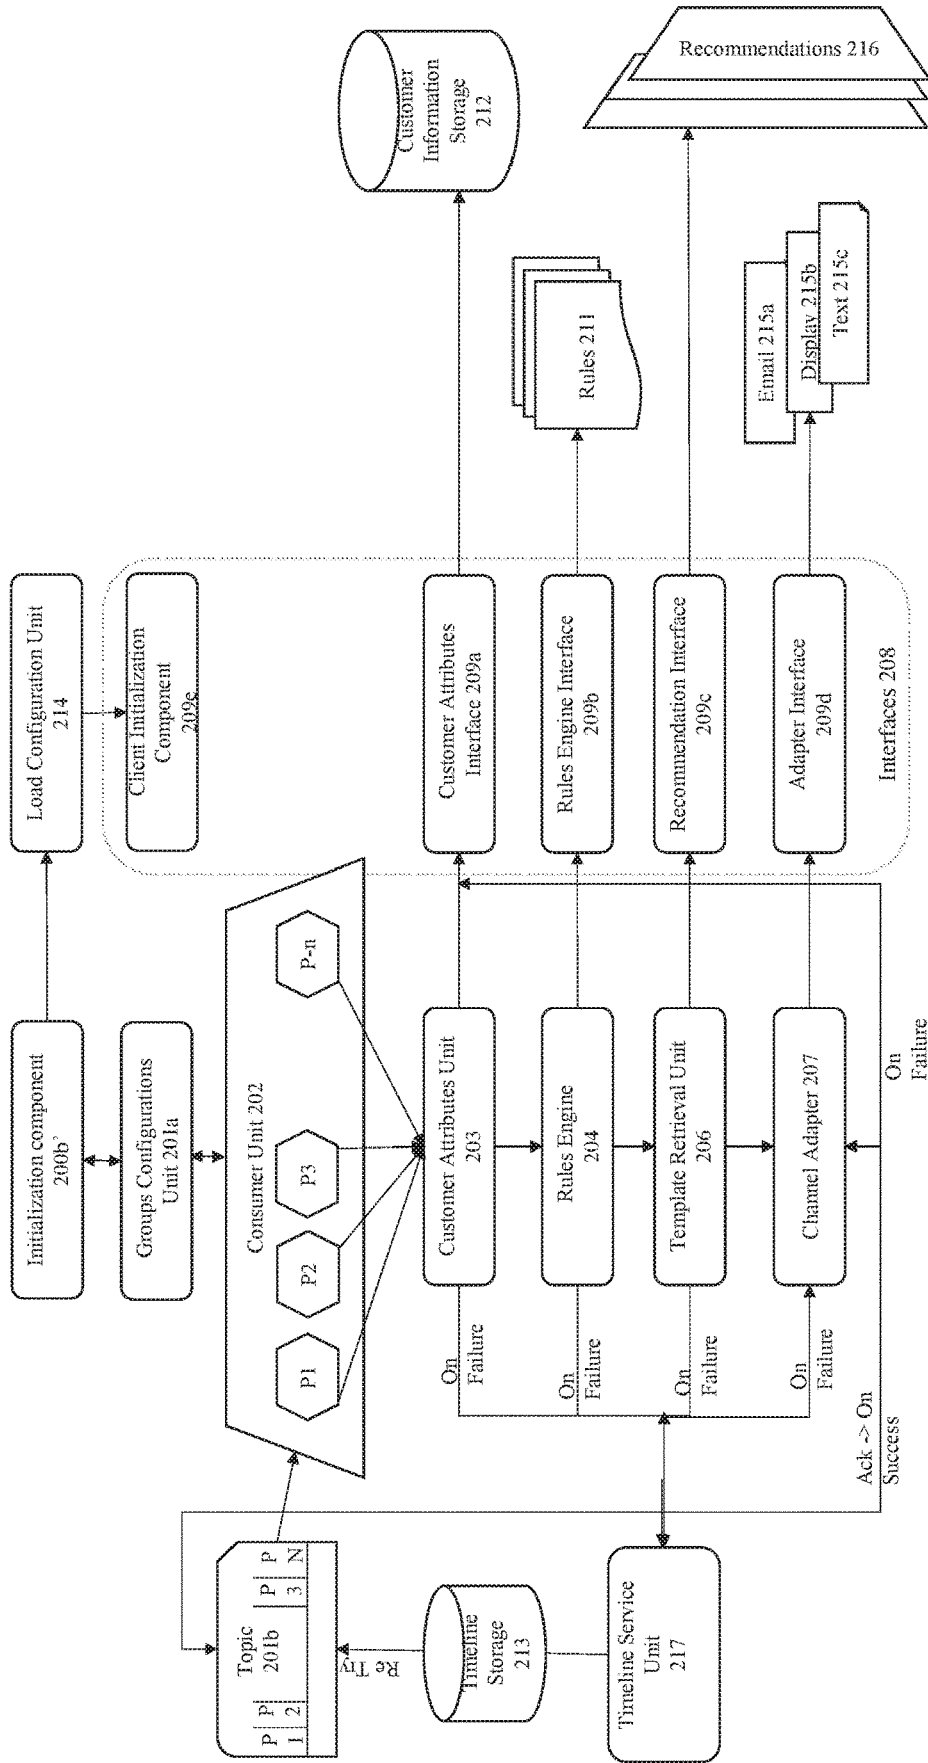 Initialization component
200b'
Load Configuration Unit
214
Groups Configurations
Unit 201a
Client Initialization
Component
209e
Topic
201b
P
1
P
2
P
3
P
N
Consumer Unit 202
P1
P2
P3
P-n
Re Try
Timeline
Storage
213
Timeline Service
Unit
217
On
Failure
Customer Attributes Unit
203
Customer Attributes
Interface 209a
Customer
Information
Storage
212
On
Failure
Rules Engine
204
Rules Engine Interface
209b
Rules 211
On
Failure
Template Retrieval Unit
206
Recommendation Interface
209c
Recommendations 216
On
Failure
Channel Adapter 207
Adapter Interface
209d
Email 215a
Display 215b
Text 215c
Ack -> On
Success
On
Failure
Interfaces 208